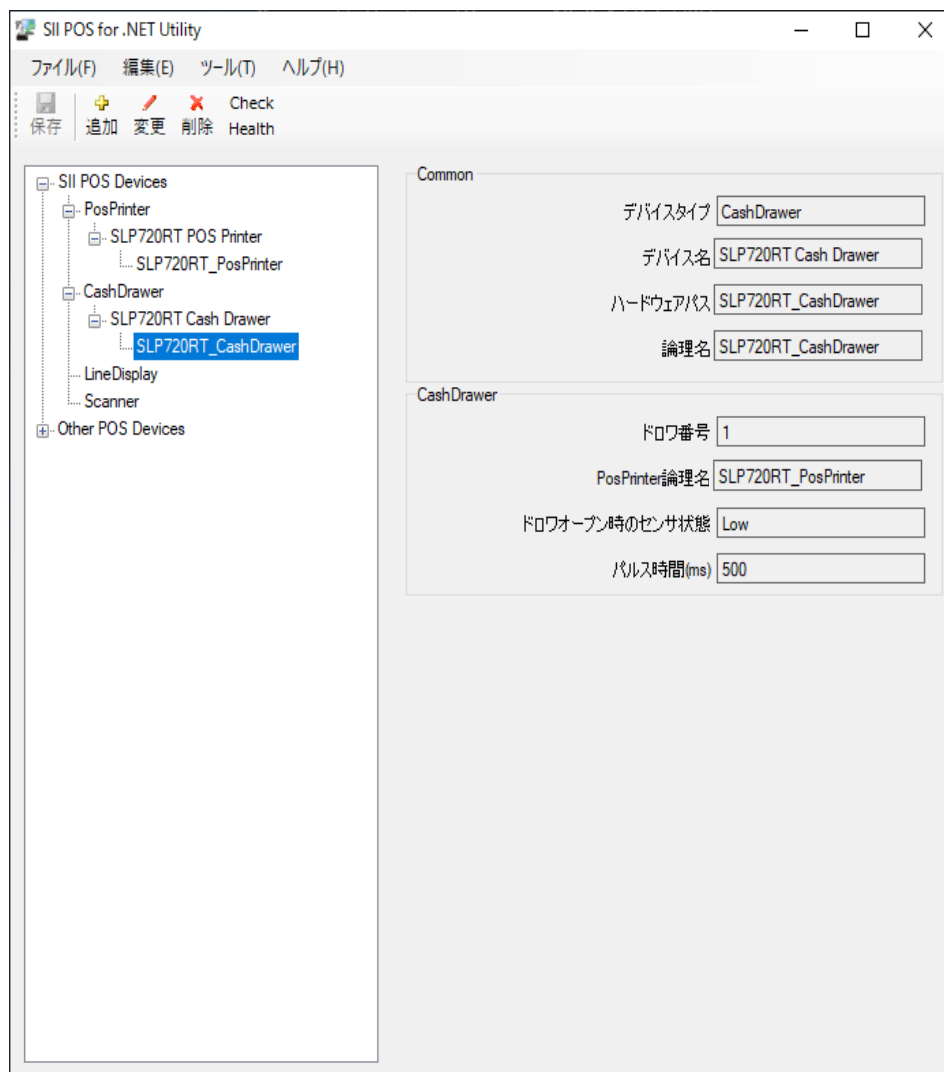 SII POS for .NET Utility
ファイル(F) 編集(E) ツール(T) ヘルプ(H)
保存 追加 変更 削除 Check Health
SII POS Devices
PosPrinter
SLP720RT POS Printer
SLP720RT_PosPrinter
CashDrawer
SLP720RT Cash Drawer
SLP720RT_CashDrawer
LineDisplay
Scanner
Other POS Devices
Common
デバイスタイプ CashDrawer
デバイス名 SLP720RT Cash Drawer
ハードウェアパス SLP720RT_CashDrawer
論理名 SLP720RT_CashDrawer
CashDrawer
ドロワ番号 1
PosPrinter論理名 SLP720RT_PosPrinter
ドロワオープン時のセンサ状態 Low
パルス時間(ms) 500